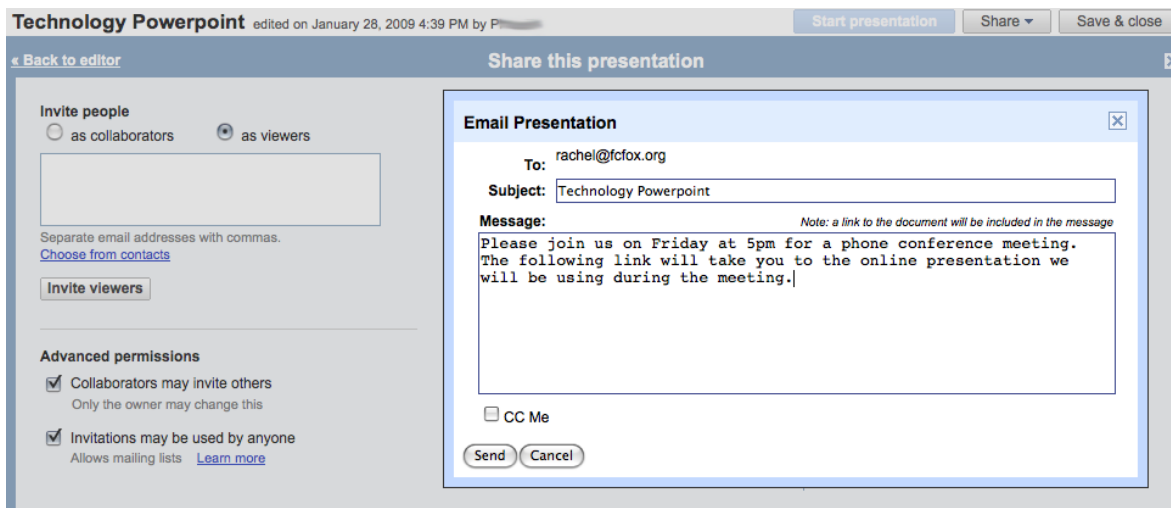 Technology Powerpoint edited on January 28, 2009 4:39 PM by P
Start presentation Share Save & close
« Back to editor
Share this presentation
Invite people
as collaborators as viewers
Separate email addresses with commas.
Choose from contacts
Invite viewers
Advanced permissions
Collaborators may invite others
Only the owner may change this
Invitations may be used by anyone
Allows mailing lists Learn more
Email Presentation
To: rachel@fcfox.org
Subject: Technology Powerpoint
Message: Note: a link to the document will be included in the message
Please join us on Friday at 5pm for a phone conference meeting.
The following link will take you to the online presentation we
will be using during the meeting.
CC Me
Send Cancel